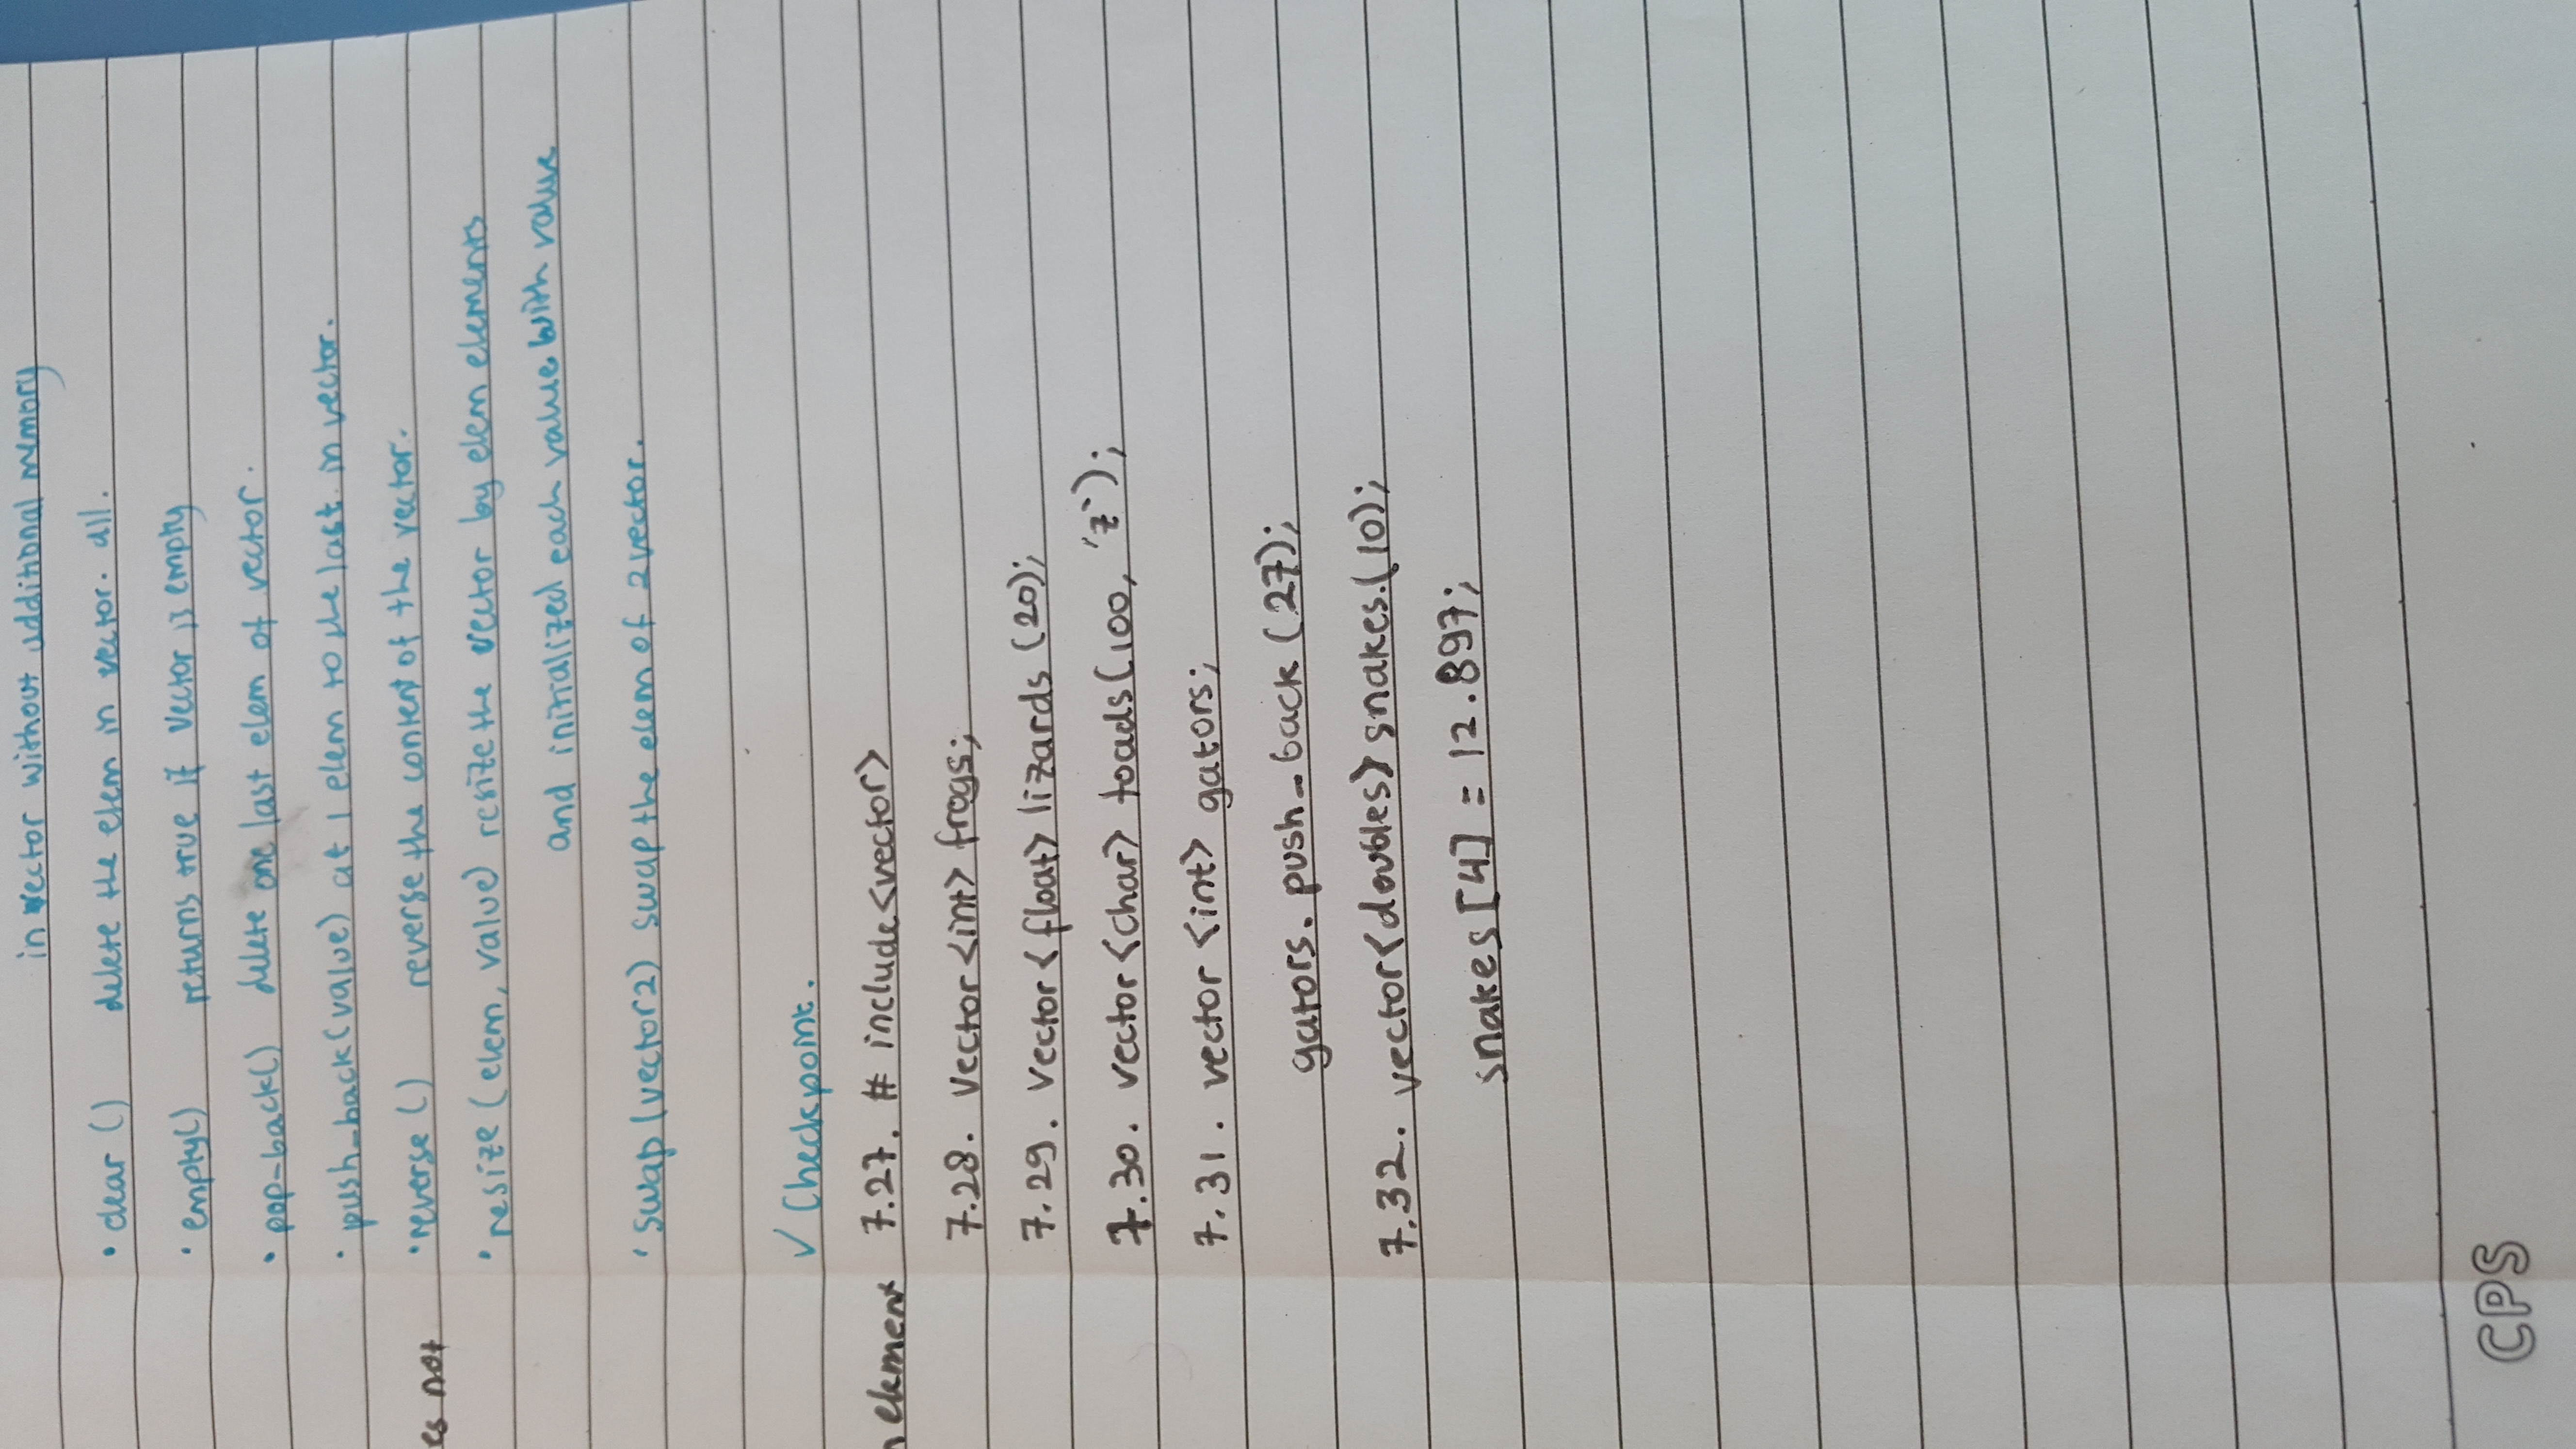 in vector without additional memory
• clear () delete the elem in vector. all.
• empty() returns true if vector is empty
• pop-back() delete one last elem of vector.
• push_back(value) at 1 elem to the last in vector.
es not
• reverse () reverse the content of the vector.
• resize (elem, value) resize the vector by elem elements
and initialized each value with value
• swap (vector2) swap the elem of 2 vector.
✓ Checkpoint.
element 7.27. # include<vector>
7.28. vector<int> frogs;
7.29. vector<float> lizards (20);
7.30. vector<char> toads(100, 'z');
7.31. vector <int> gators;
gators. push_back (27);
7.32. vector<doubles> snakes.(10);
snakes [4] = 12.897;
CPS